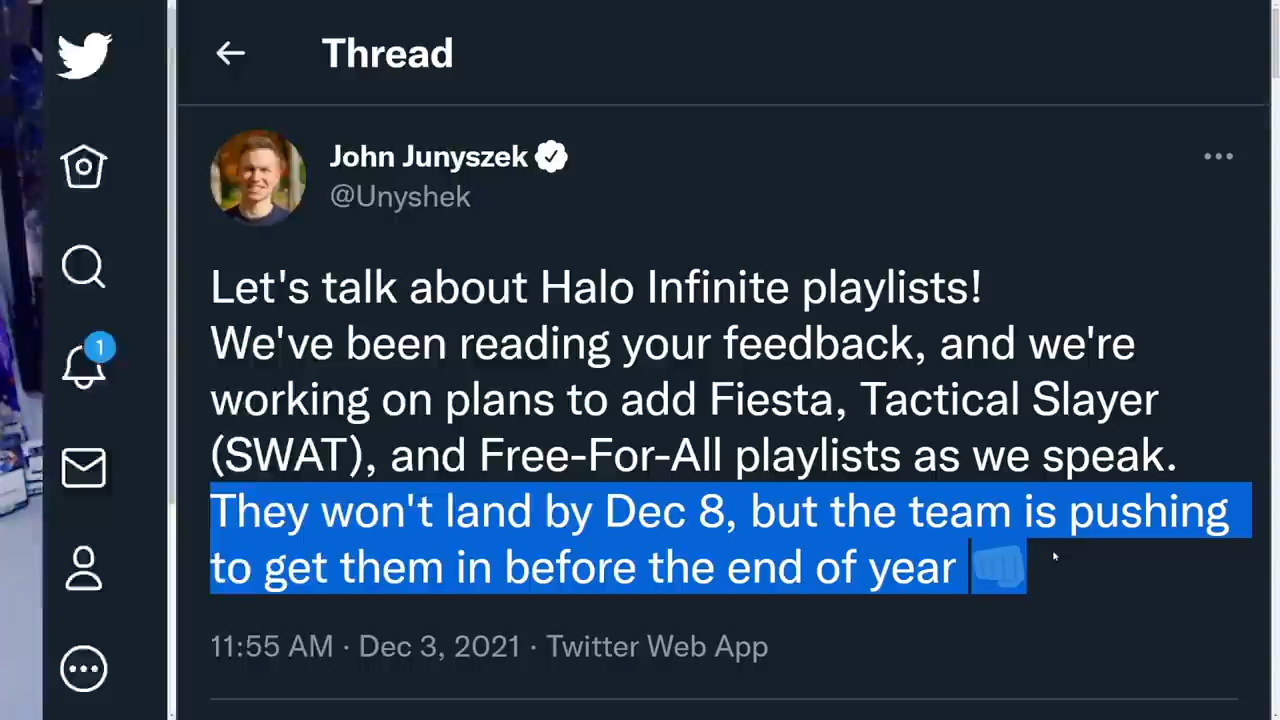 Thread
John Junyszek
@Unyshek
1
Let's talk about Halo Infinite playlists!
We've been reading your feedback, and we're
working on plans to add Fiesta, Tactical Slayer
(SWAT), and Free-For-All playlists as we speak.
They won't land by Dec 8, but the team is pushing
to get them in before the end of year 👊
11:55 AM · Dec 3, 2021 · Twitter Web App